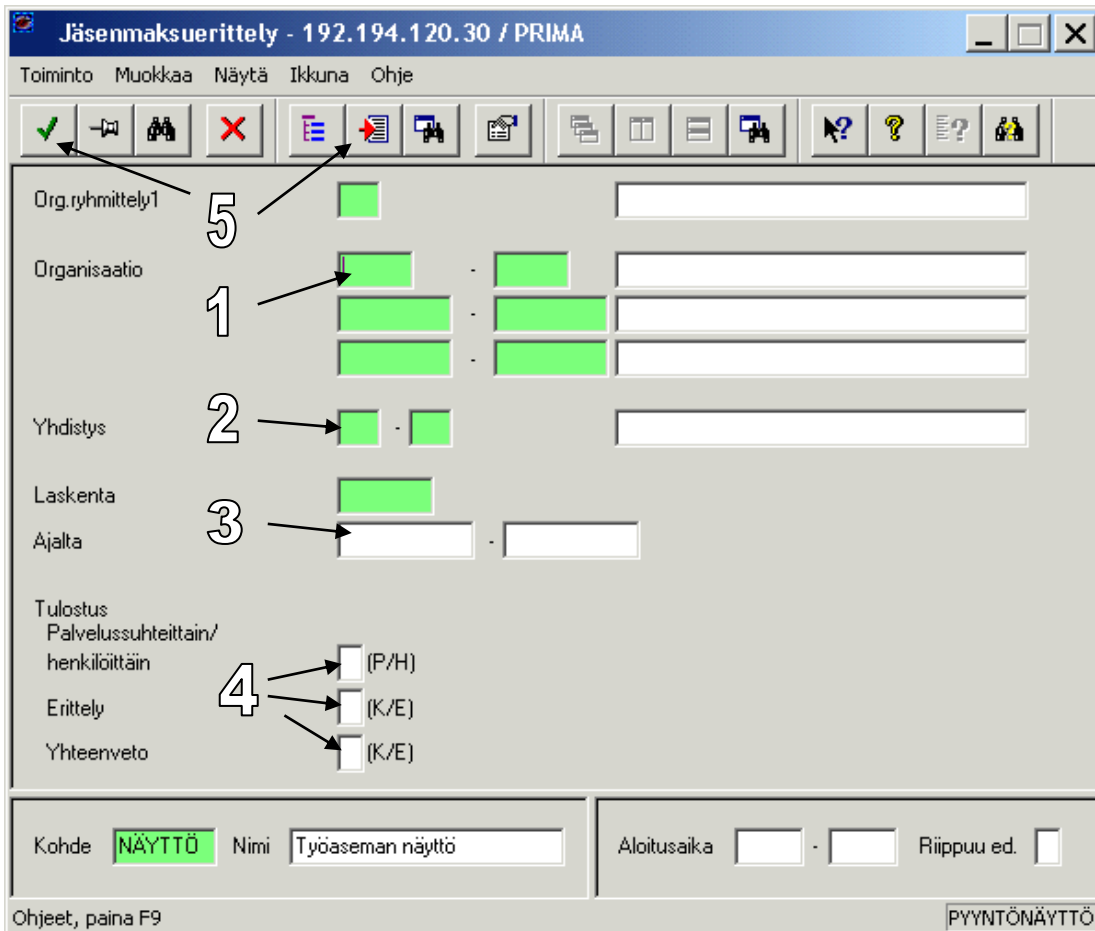 Jäsenmaksuerittely - 192.194.120.30 / PRIMA
Toiminto Muokkaa Näytä Ikkuna Ohje
Org.ryhmittely1
5
Organisaatio - 
1
-
-
Yhdistys 2 -
Laskenta
3
Ajalta -
Tulostus
Palvelussuhteittain/
henkilöittäin (P/H)
4
Erittely (K/E)
Yhteenveto (K/E)
Kohde NÄYTTÖ Nimi Työaseman näyttö Aloitusaika - Riippuu ed.
Ohjeet, paina F9 PYYNTÖNÄYTTÖ